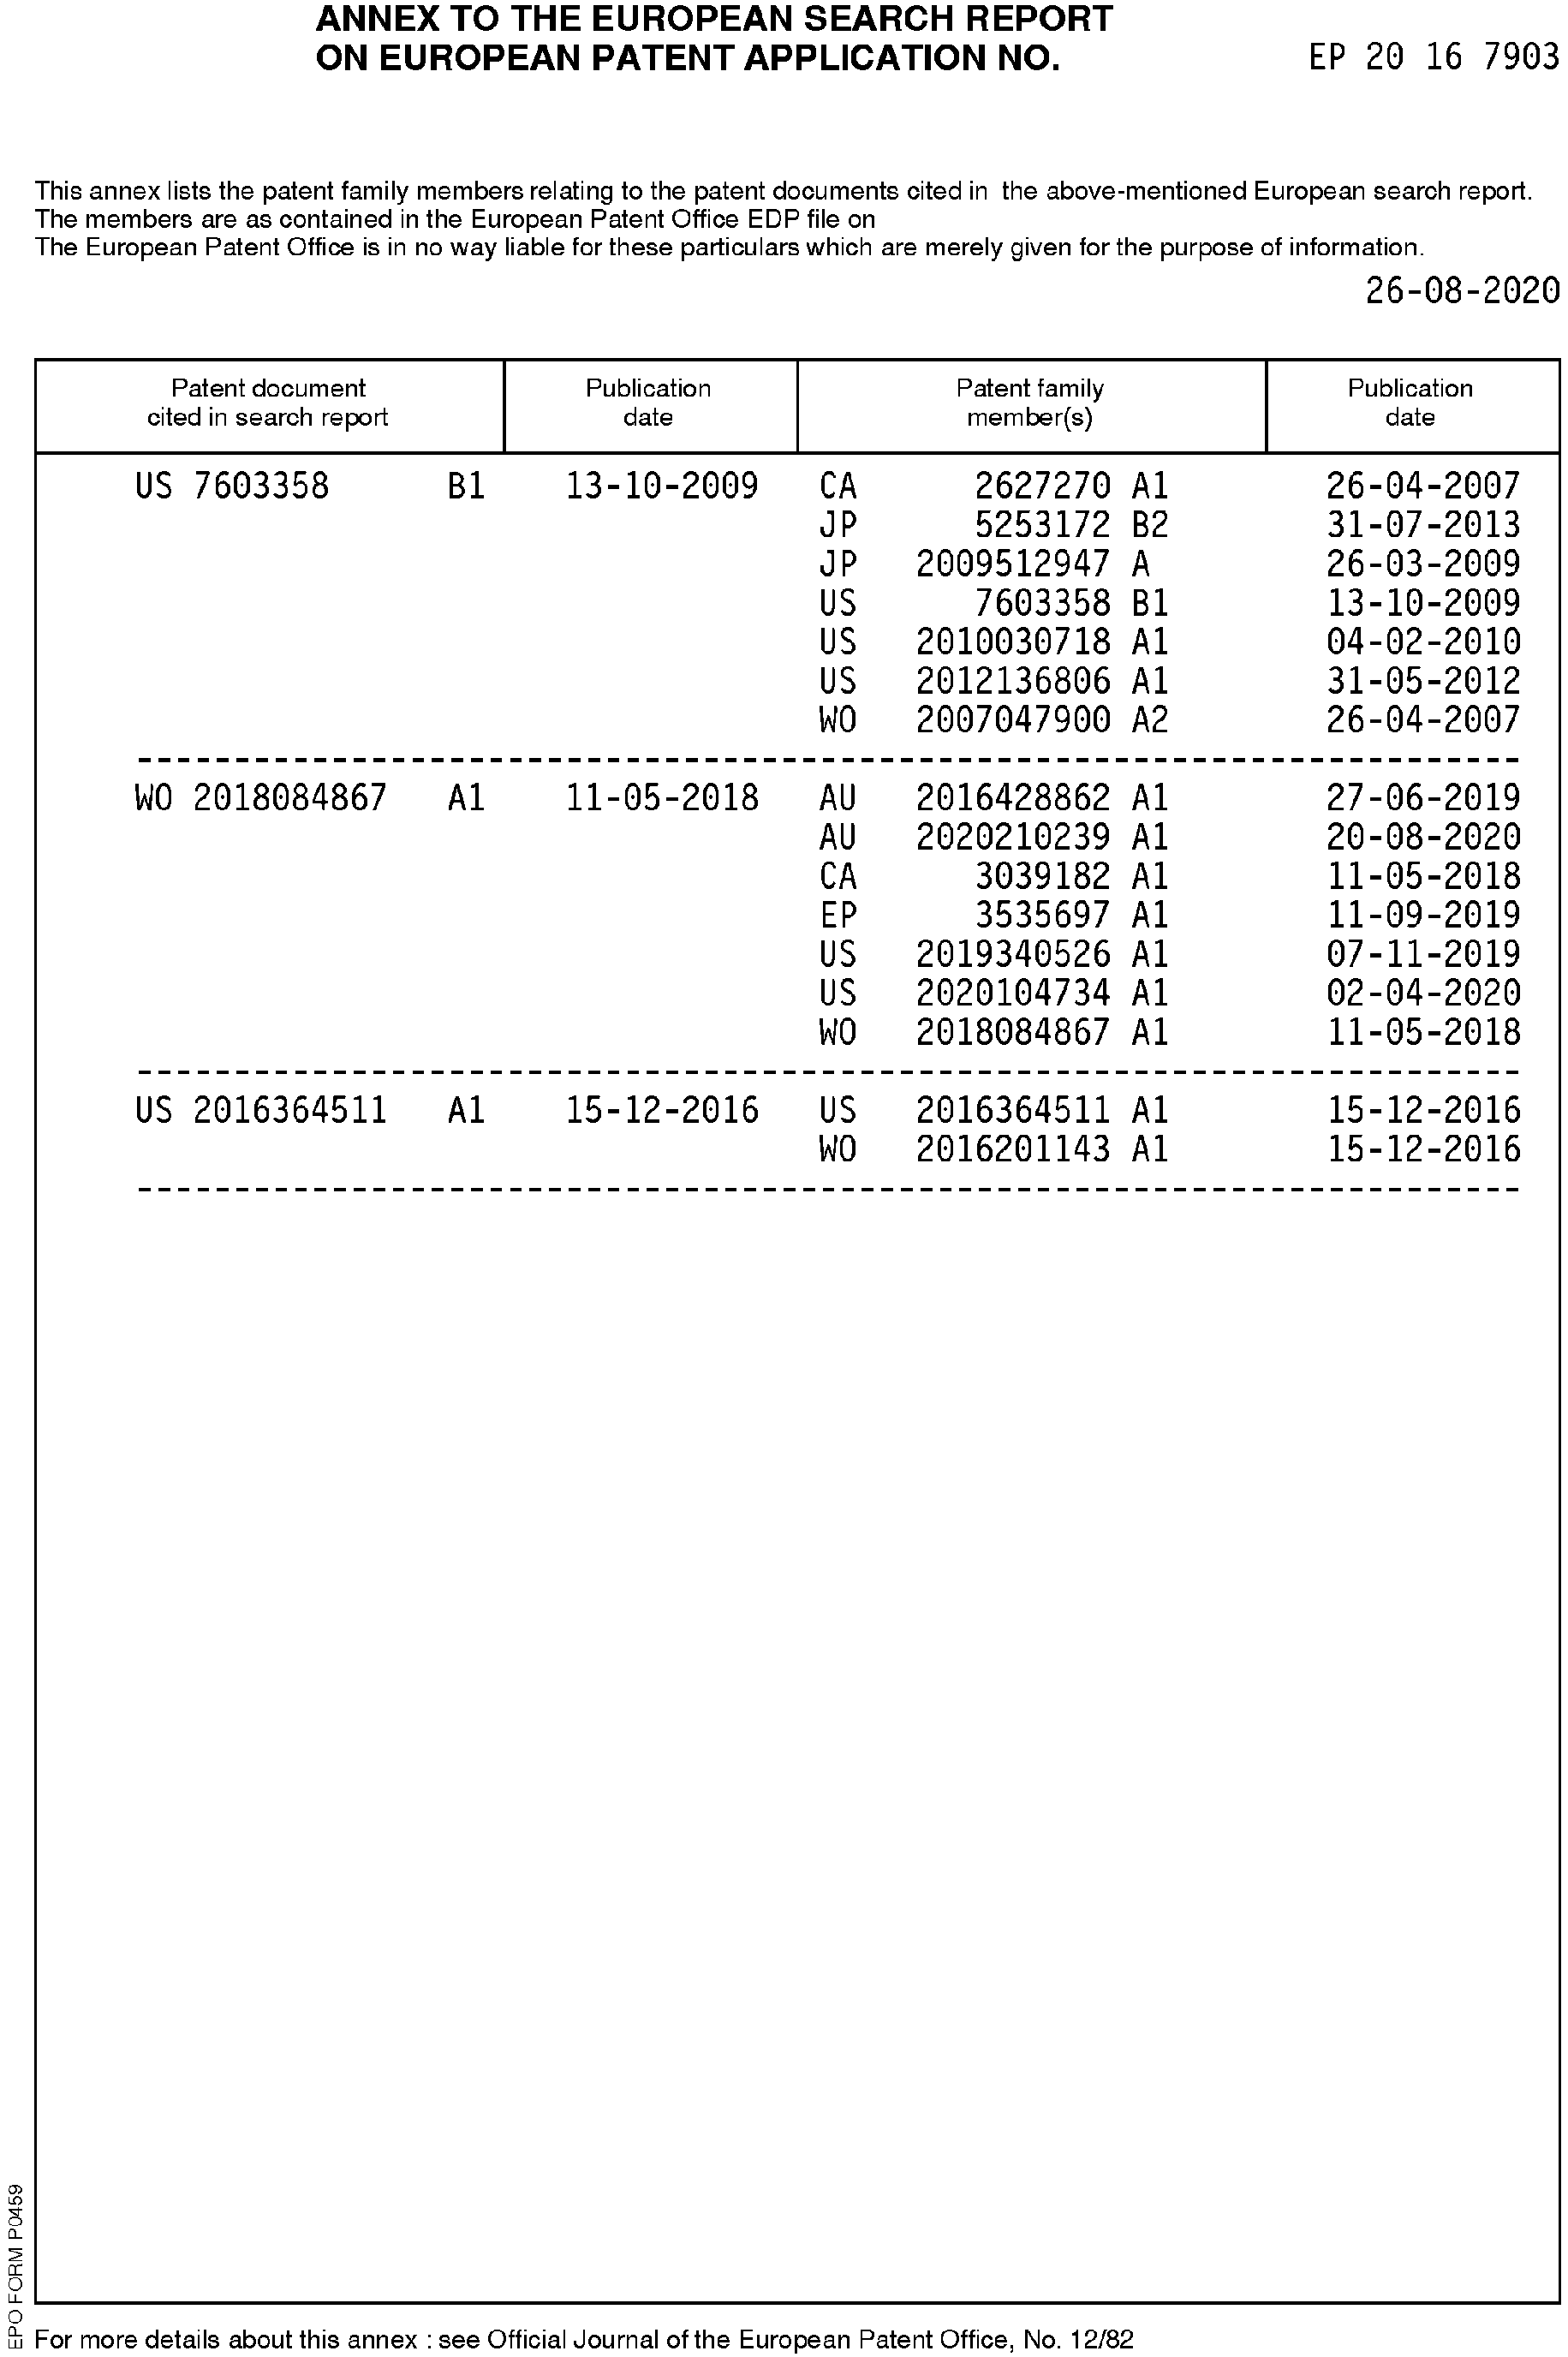 ANNEX TO THE EUROPEAN SEARCH REPORT
ON EUROPEAN PATENT APPLICATION NO. EP 20 16 7903
This annex lists the patent family members relating to the patent documents cited in the above-mentioned European search report.
The members are as contained in the European Patent Office EDP file on
The European Patent Office is in no way liable for these particulars which are merely given for the purpose of information.
26-08-2020
Patent document cited in search report Publication date Patent family member(s) Publication date
US 7603358 B1 13-10-2009 CA 2627270 A1 26-04-2007
JP 5253172 B2 31-07-2013
JP 2009512947 A 26-03-2009
US 7603358 B1 13-10-2009
US 2010030718 A1 04-02-2010
US 2012136806 A1 31-05-2012
WO 2007047900 A2 26-04-2007
WO 2018084867 A1 11-05-2018 AU 2016428862 A1 27-06-2019
AU 2020210239 A1 20-08-2020
CA 3039182 A1 11-05-2018
EP 3535697 A1 11-09-2019
US 2019340526 A1 07-11-2019
US 2020104734 A1 02-04-2020
WO 2018084867 A1 11-05-2018
US 2016364511 A1 15-12-2016 US 2016364511 A1 15-12-2016
WO 2016201143 A1 15-12-2016
EPO FORM P0459
For more details about this annex : see Official Journal of the European Patent Office, No. 12/82